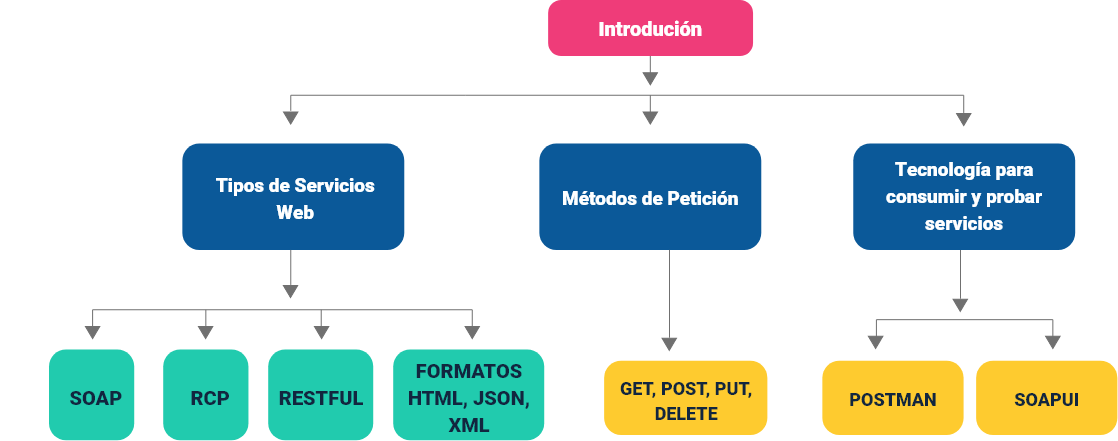 Introdución
Tipos de Servicios
Web
Métodos de Petición
Tecnología para
consumir y probar
servicios
SOAP
RCP
RESTFUL
FORMATOS
HTML, JSON,
XML
GET, POST, PUT,
DELETE
POSTMAN
SOAPUI